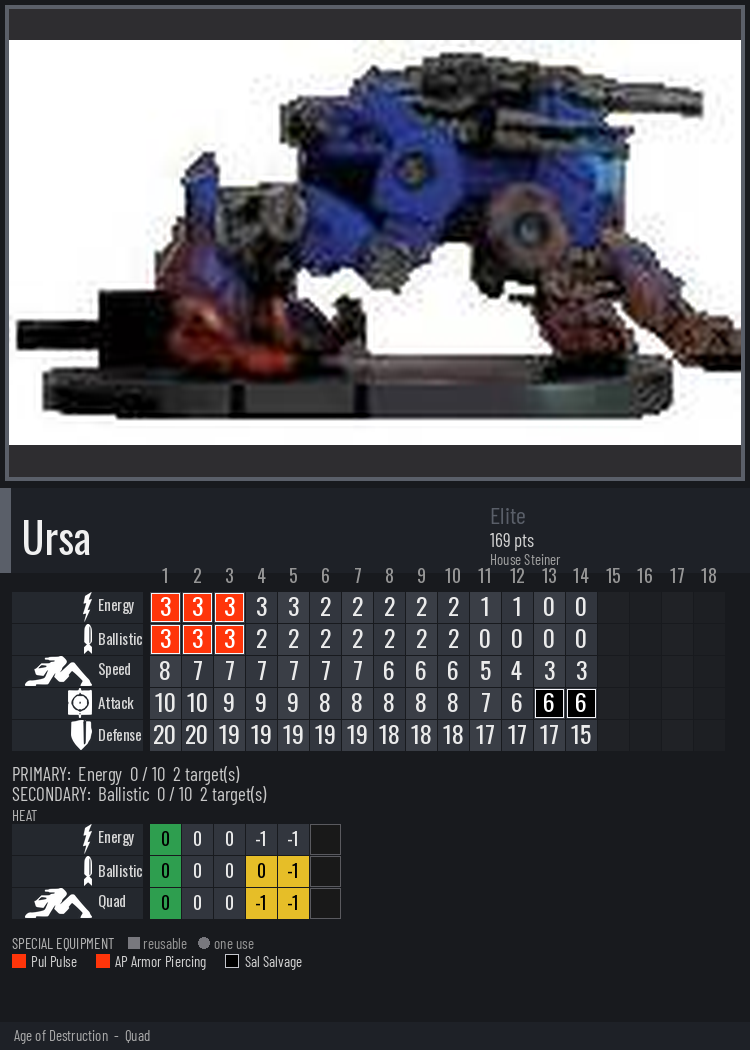 Ursa
Elite
169 pts
House Steiner
1 2 3 4 5 6 7 8 9 10 11 12 13 14 15 16 17 18
Energy 3 3 3 3 3 2 2 2 2 2 1 1 0 0
Ballistic 3 3 3 2 2 2 2 2 2 2 0 0 0 0
Speed 8 7 7 7 7 7 7 6 6 6 5 4 3 3
Attack 10 10 9 9 9 8 8 8 8 8 7 6 6 6
Defense 20 20 19 19 19 19 19 18 18 18 17 17 17 15
PRIMARY: Energy 0 / 10 2 target(s)
SECONDARY: Ballistic 0 / 10 2 target(s)
HEAT
Energy 0 0 0 -1 -1
Ballistic 0 0 0 0 -1
Quad 0 0 0 -1 -1
SPECIAL EQUIPMENT reusable one use
Pul Pulse AP Armor Piercing Sal Salvage
Age of Destruction - Quad